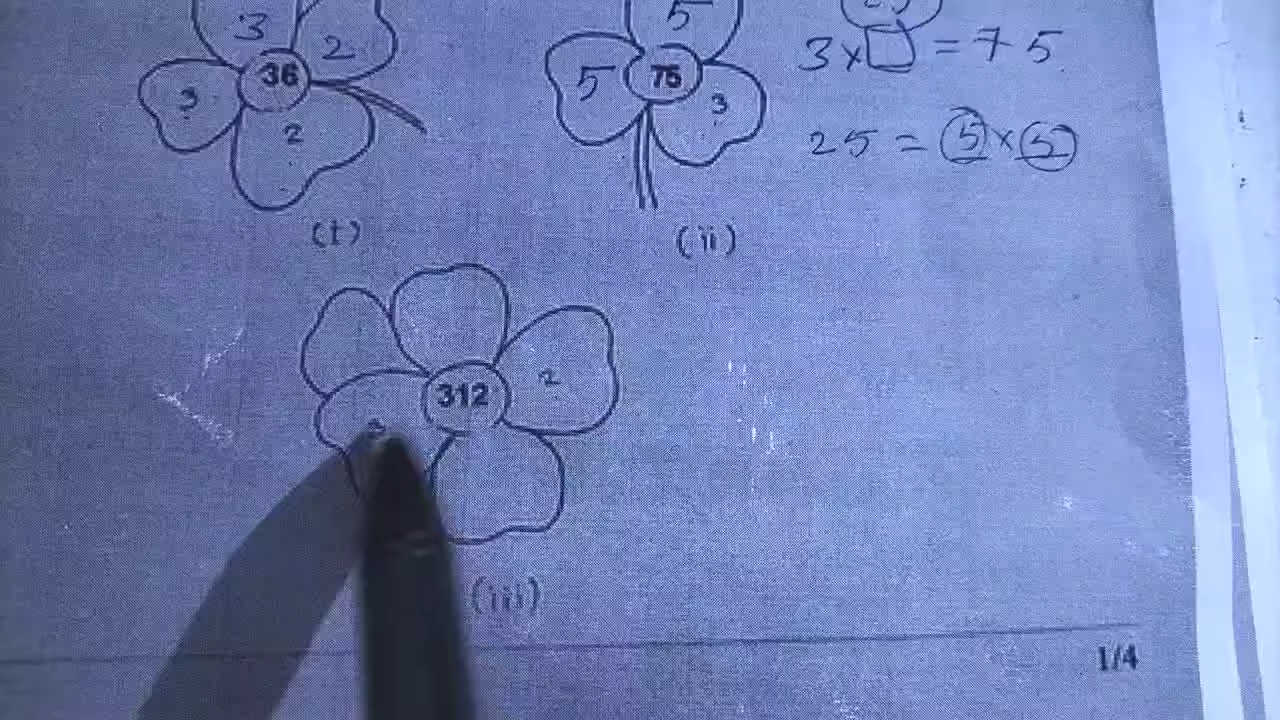 3 2
36
3
2
(i)
5
5 75
3
(ii)
3 × □ = 75
25 = 5 × 5
312
2
(iii)
1/4